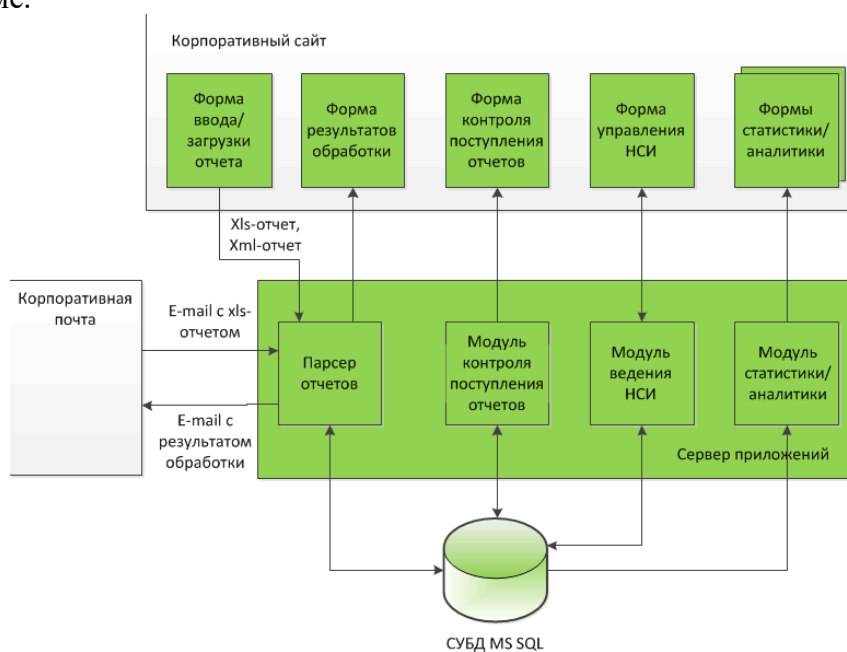 ме.
Корпоративный сайт
Форма
ввода/
загрузки
отчета
Форма
результатов
обработки
Форма
контроля
поступления
отчетов
Форма
управления
НСИ
Формы
статистики/
аналитики
Xls-отчет,
Xml-отчет
Корпоративная
почта
E-mail с xls-
отчетом
E-mail с
результатом
обработки
Парсер
отчетов
Модуль
контроля
поступления
отчетов
Модуль
ведения
НСИ
Модуль
статистики/
аналитики
Сервер приложений
СУБД MS SQL